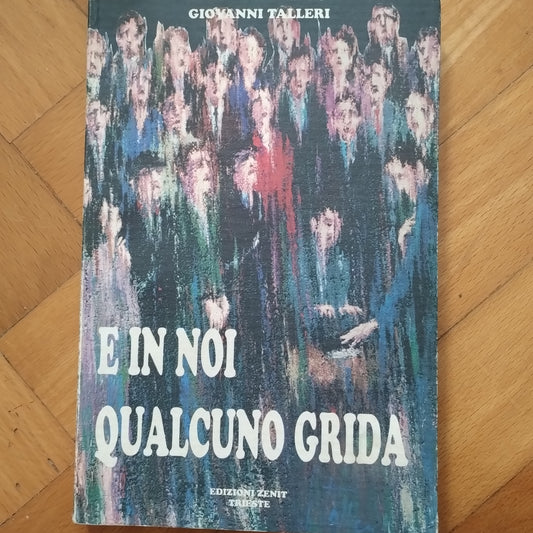 GIOVANNI TALLERI
E IN NOI
QUALCUNO GRIDA
EDIZIONI ZENIT
TRIESTE